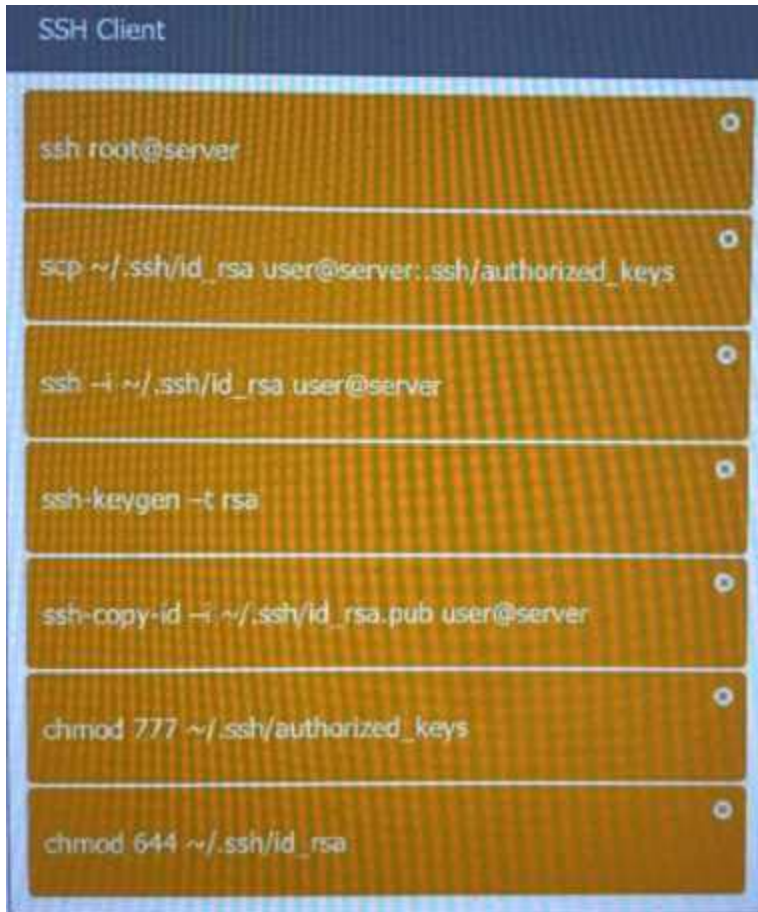 SSH Client
ssh root@server
scp ~/.ssh/id_rsa user@server:.ssh/authorized_keys
ssh –i ~/.ssh/id_rsa user@server
ssh-keygen –t rsa
ssh-copy-id –i ~/.ssh/id_rsa.pub user@server
chmod 777 ~/.ssh/authorized_keys
chmod 644 ~/.ssh/id_rsa